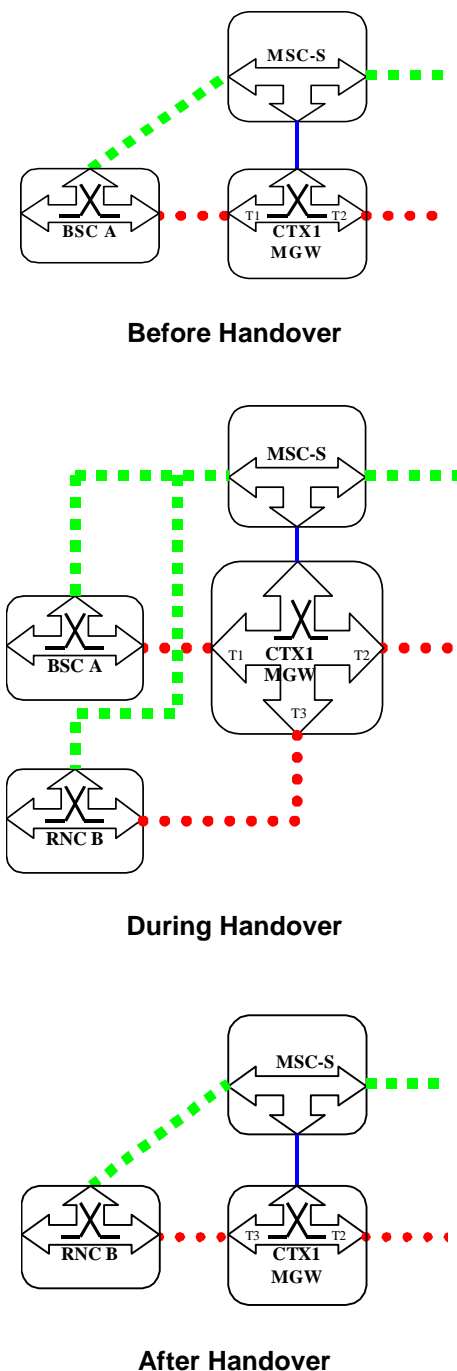 MSC-S
T1 T2
BSC A CTX1
MGW
Before Handover
MSC-S
T1 CTX1 T2
BSC A MGW
T3
RNC B
During Handover
MSC-S
T3 T2
RNC B CTX1
MGW
After Handover